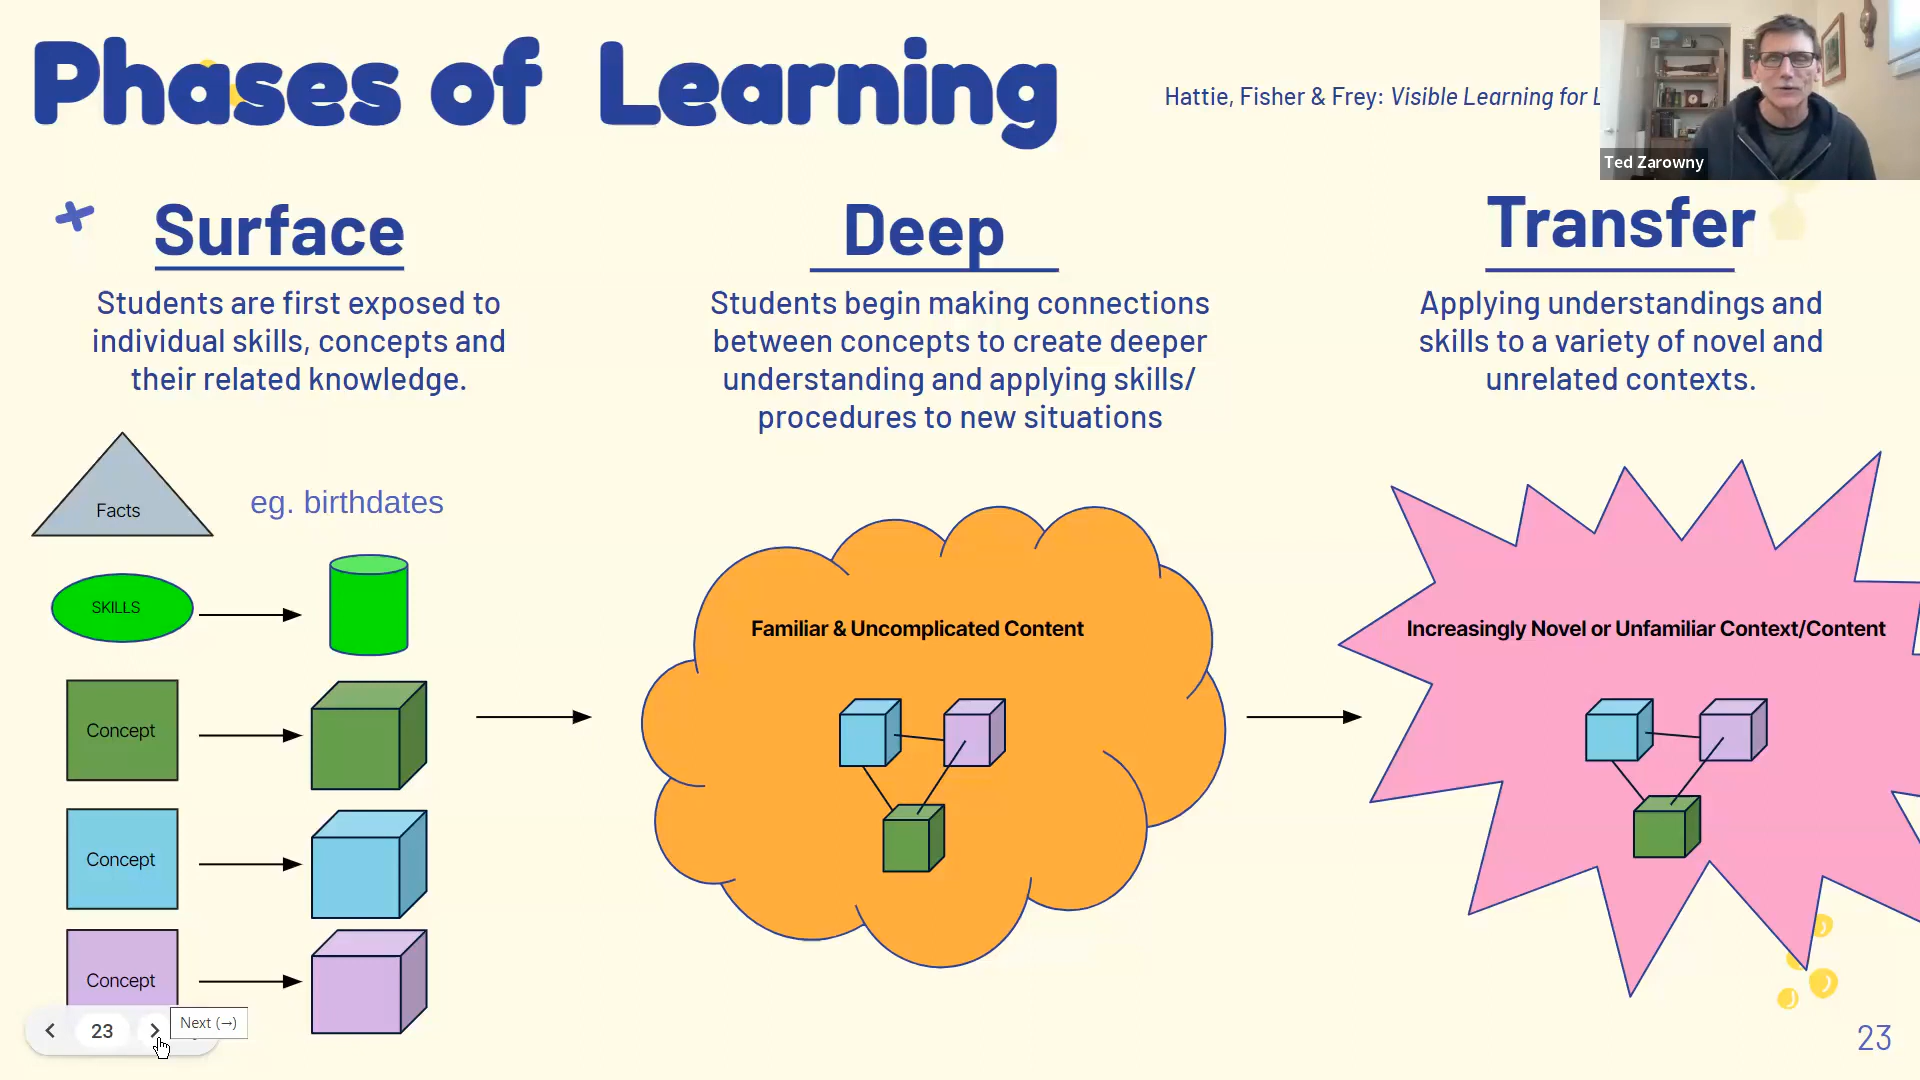 Phases of Learning
Hattie, Fisher & Frey: Visible Learning for L
Ted Zarowny
Surface
Students are first exposed to
individual skills, concepts and
their related knowledge.
Facts
eg. birthdates
SKILLS
Concept
Concept
Concept
Deep
Students begin making connections
between concepts to create deeper
understanding and applying skills/
procedures to new situations
Familiar & Uncomplicated Content
Transfer
Applying understandings and
skills to a variety of novel and
unrelated contexts.
Increasingly Novel or Unfamiliar Context/Content
23
Next (→)
23